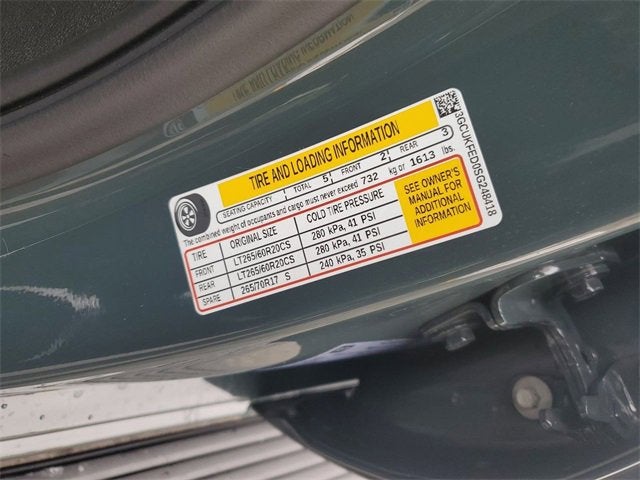 TIRE AND LOADING INFORMATION
SEATING CAPACITY TOTAL 5 FRONT 2 REAR 3
The combined weight of occupants and cargo must never exceed 732 kg or 1613 lbs.
TIRE ORIGINAL SIZE COLD TIRE PRESSURE
FRONT LT265/60R20CS 280 kPa, 41 PSI
REAR LT265/60R20CS 280 kPa, 41 PSI
SPARE 265/70R17 S 240 kPa, 35 PSI
SEE OWNER'S
MANUAL FOR
ADDITIONAL
INFORMATION
3GCUKFED0SG248418